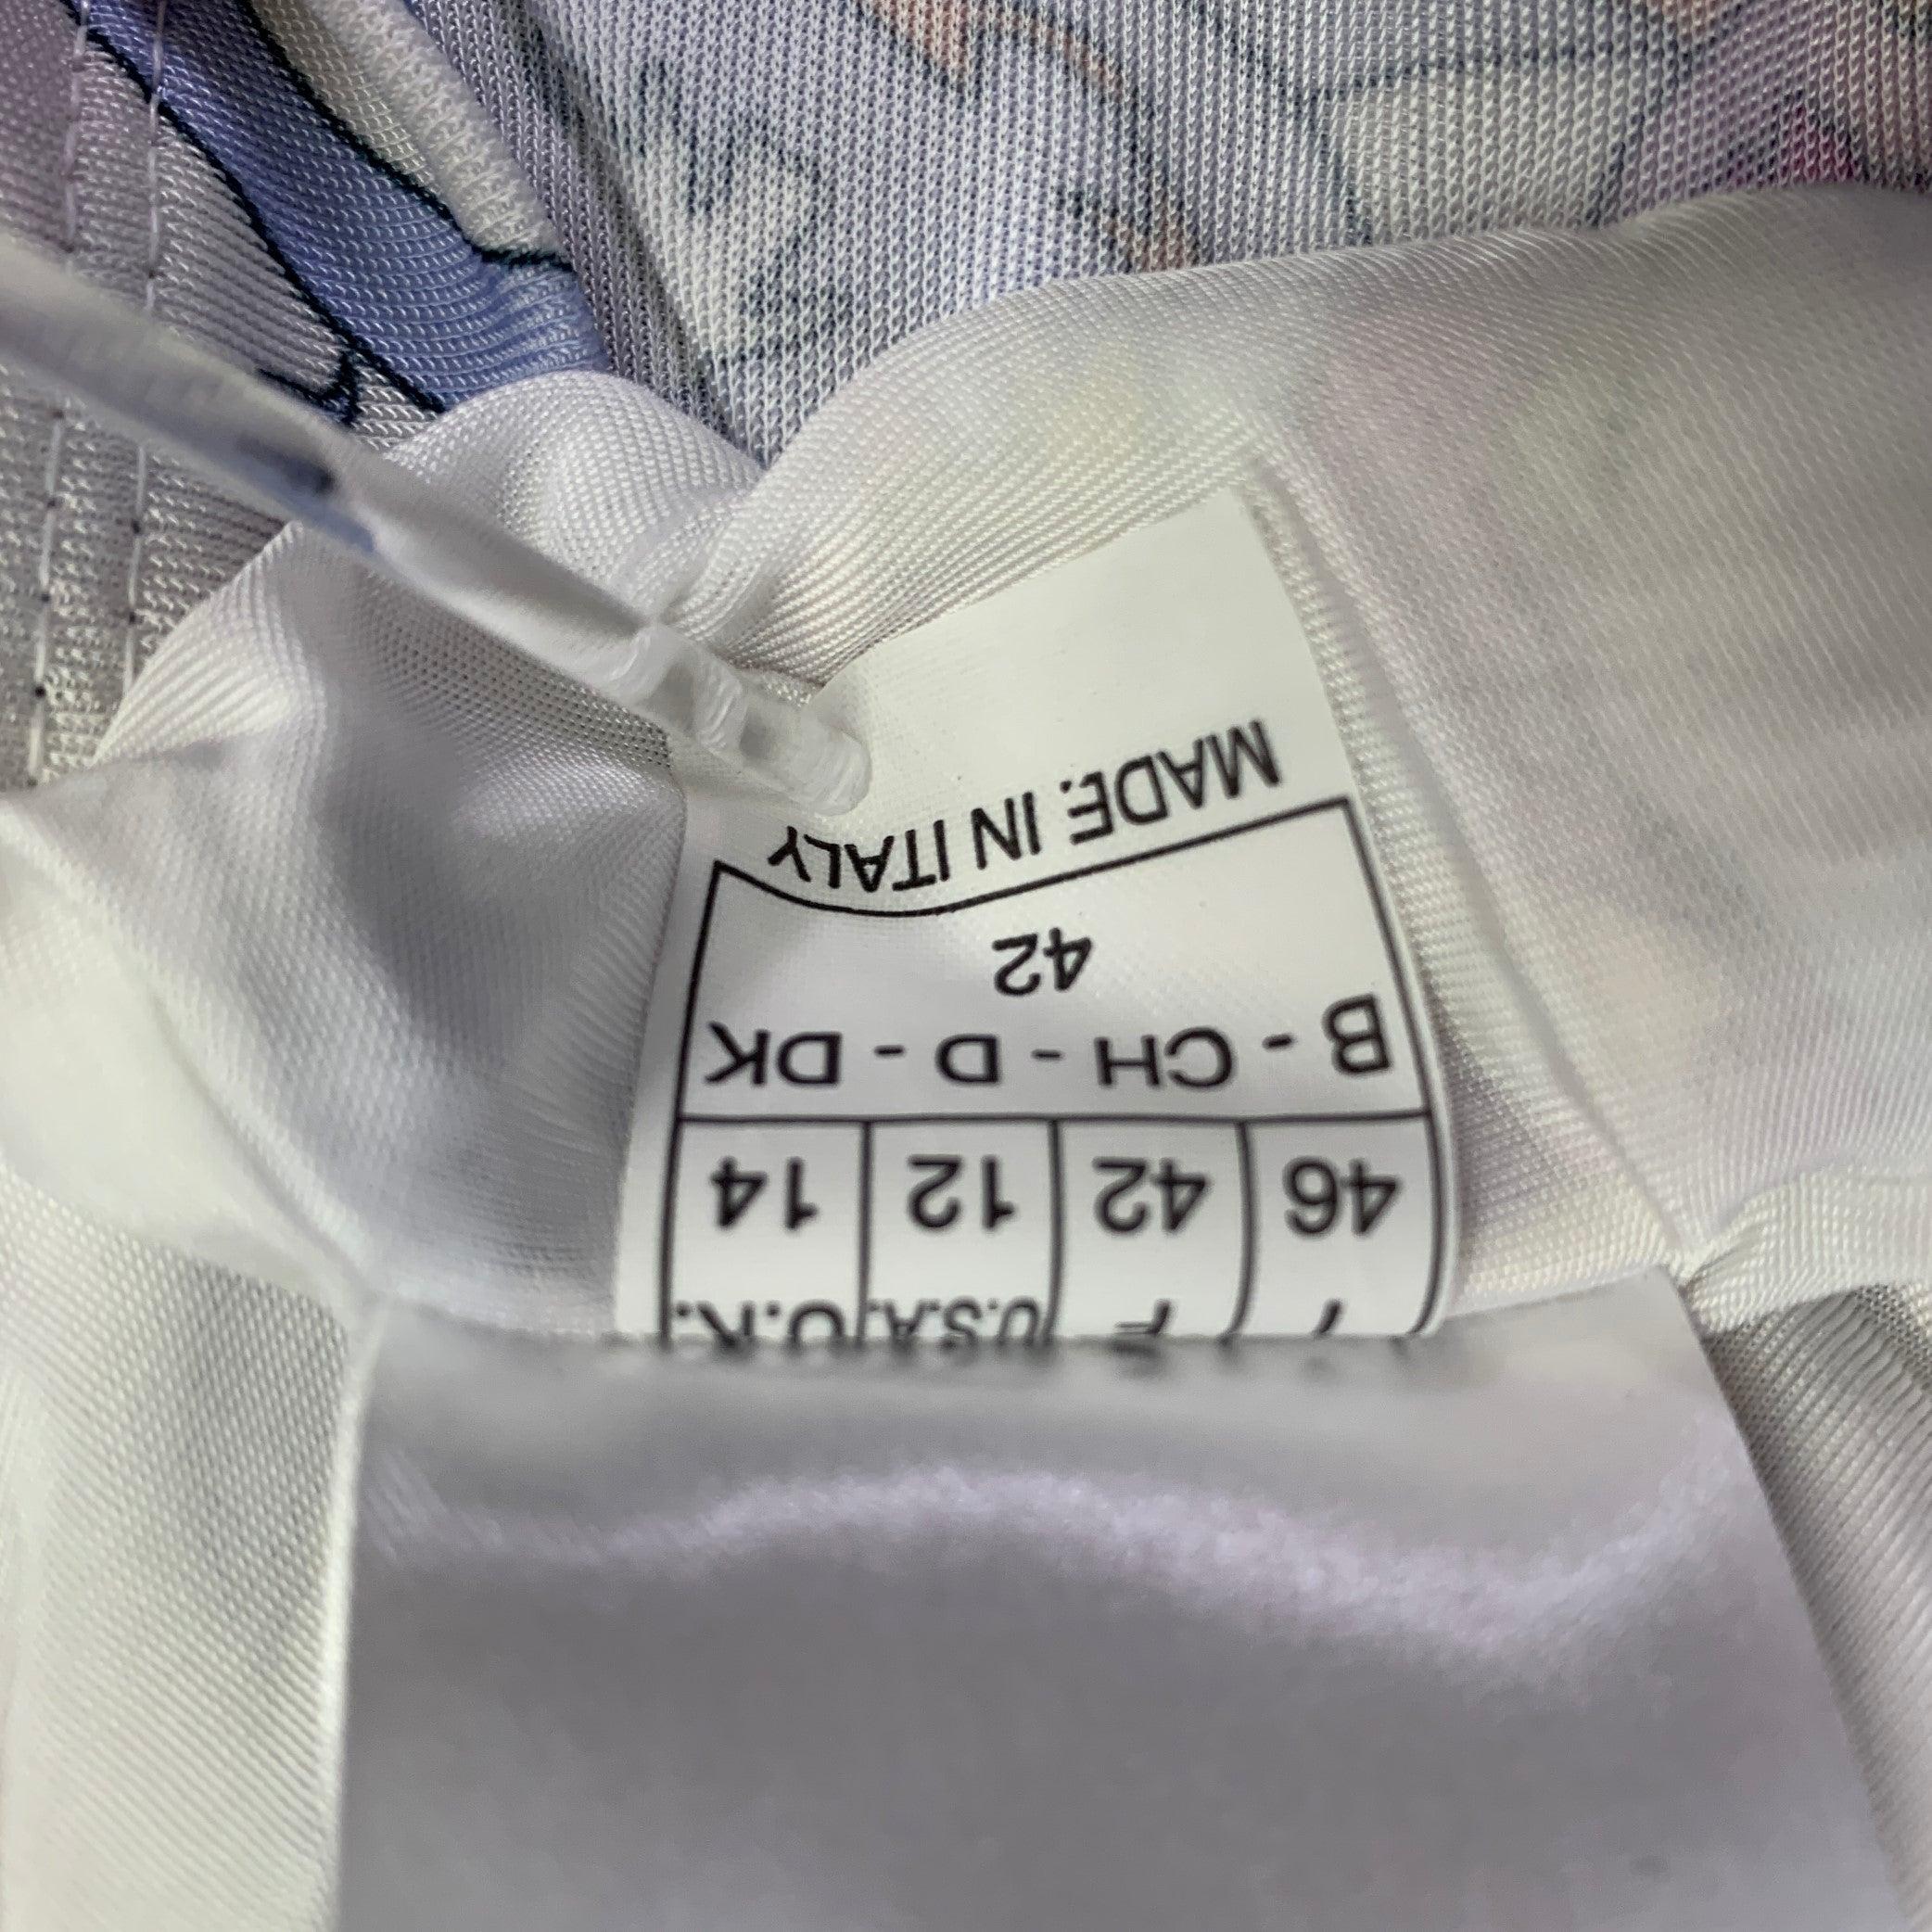 F U.S.A. U.K.
46 42 12 14
B - CH - D - DK
42
MADE IN ITALY